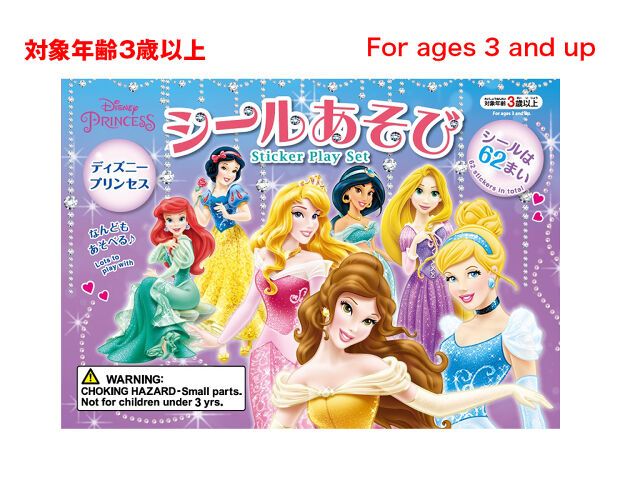 対象年齢3歳以上
For ages 3 and up
Disney
PRINCESS
シールあそび
Sticker Play Set
対象年齢3歳以上
For ages 3 and up.
ディズニー
プリンセス
シールは
62まい
62 stickers in total
なんども
あそべる♪
Lots to
play with
WARNING:
CHOKING HAZARD-Small parts.
Not for children under 3 yrs.